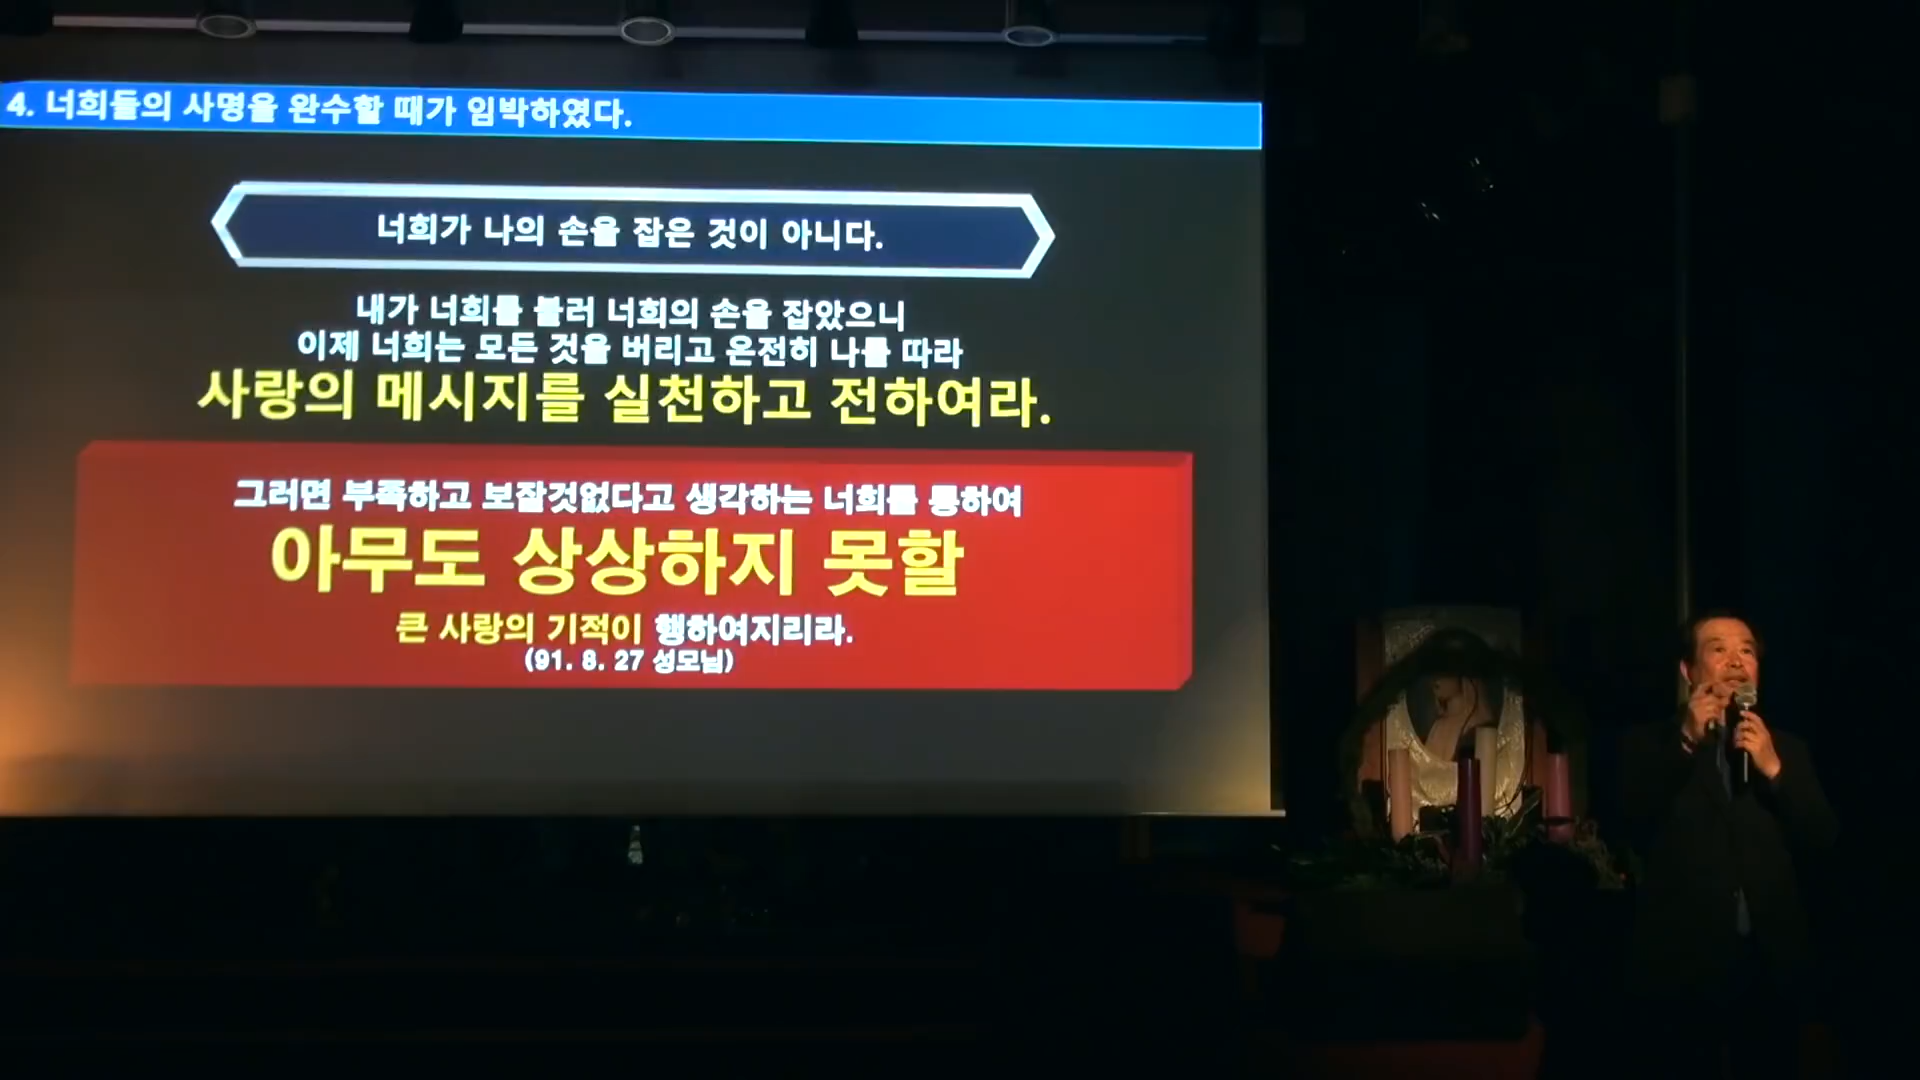 4. 너희들의 사명을 완수할 때가 임박하였다.
너희가 나의 손을 잡은 것이 아니다.
내가 너희를 불러 너희의 손을 잡았으니
이제 너희는 모든 것을 버리고 온전히 나를 따라
사랑의 메시지를 실천하고 전하여라.
그러면 부족하고 보잘것없다고 생각하는 너희를 통하여
아무도 상상하지 못할
큰 사랑의 기적이 행하여지리라.
(91. 8. 27 성모님)